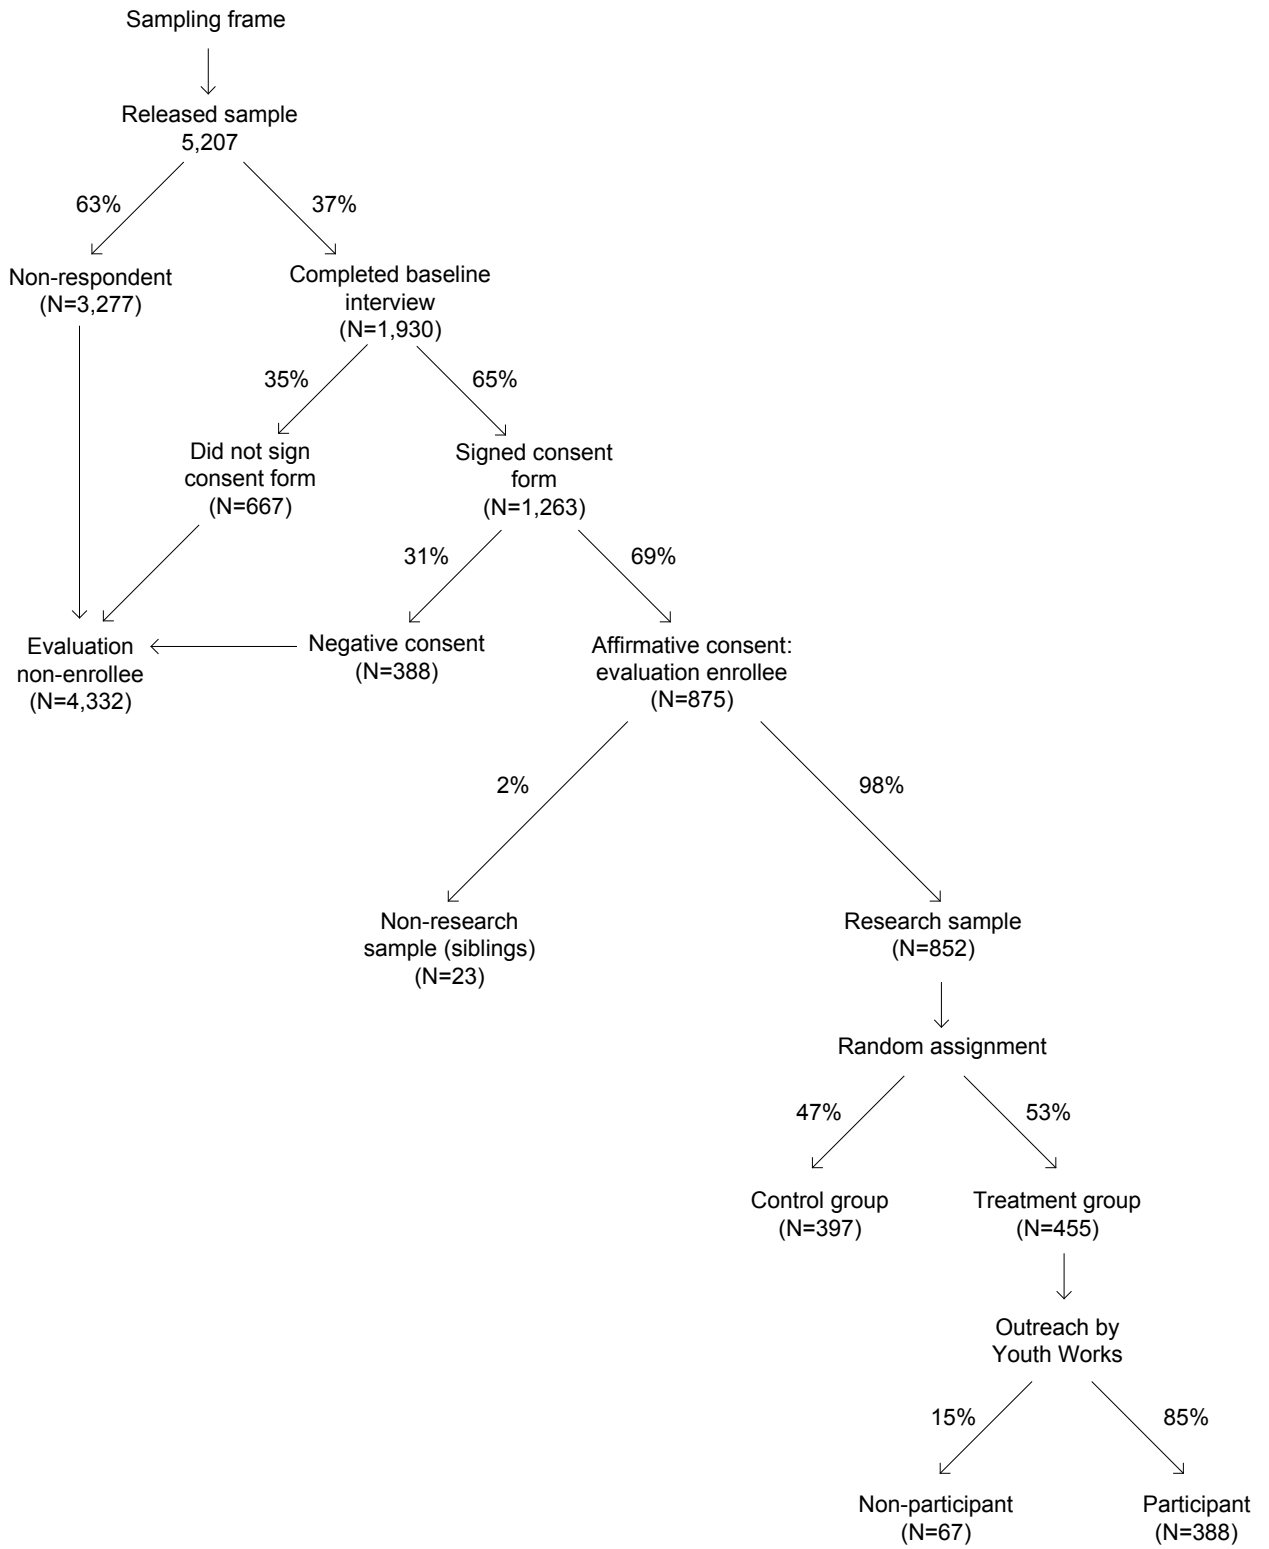 Sampling frame
Released sample
5,207
63%
37%
Non-respondent
(N=3,277)
Completed baseline
interview
(N=1,930)
35%
65%
Did not sign
consent form
(N=667)
Signed consent
form
(N=1,263)
31%
69%
Evaluation
non-enrollee
(N=4,332)
Negative consent
(N=388)
Affirmative consent:
evaluation enrollee
(N=875)
2%
98%
Non-research
sample (siblings)
(N=23)
Research sample
(N=852)
Random assignment
47%
53%
Control group
(N=397)
Treatment group
(N=455)
Outreach by
Youth Works
15%
85%
Non-participant
(N=67)
Participant
(N=388)